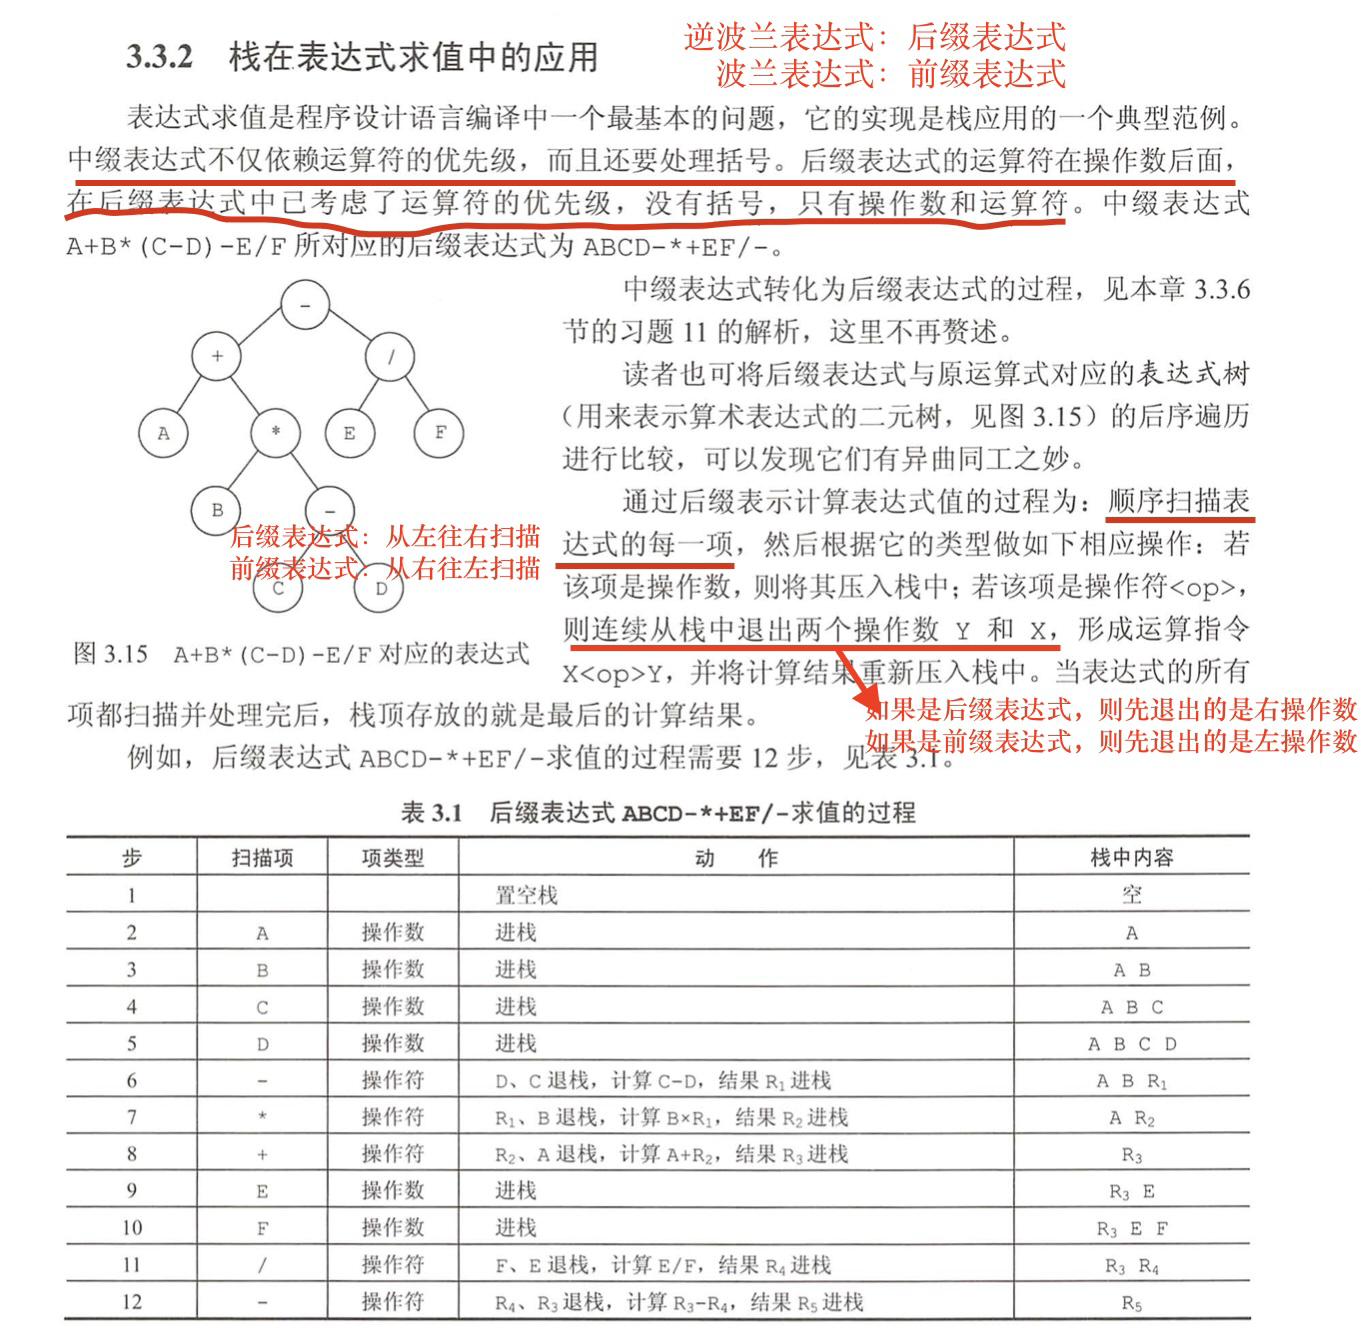 3.3.2 栈在表达式求值中的应用
逆波兰表达式：后缀表达式
波兰表达式：前缀表达式
表达式求值是程序设计语言编译中一个最基本的问题，它的实现是栈应用的一个典型范例。
中缀表达式不仅依赖运算符的优先级，而且还要处理括号。后缀表达式的运算符在操作数后面，
在后缀表达式中已考虑了运算符的优先级，没有括号，只有操作数和运算符。中缀表达式
A+B*(C-D)-E/F 所对应的后缀表达式为 ABCD-*+EF/-。
-
+ /
A * E F
B -
C D
后缀表达式：从左往右扫描
前缀表达式：从右往左扫描
图 3.15 A+B*(C-D)-E/F 对应的表达式
中缀表达式转化为后缀表达式的过程，见本章 3.3.6
节的习题 11 的解析，这里不再赘述。
读者也可将后缀表达式与原运算式对应的表达式树
（用来表示算术表达式的二元树，见图 3.15）的后序遍历
进行比较，可以发现它们有异曲同工之妙。
通过后缀表示计算表达式值的过程为：顺序扫描表
达式的每一项，然后根据它的类型做如下相应操作：若
该项是操作数，则将其压入栈中；若该项是操作符<op>，
则连续从栈中退出两个操作数 Y 和 X，形成运算指令
X<op>Y，并将计算结果重新压入栈中。当表达式的所有
项都扫描并处理完后，栈顶存放的就是最后的计算结果。
如果是后缀表达式，则先退出的是右操作数
如果是前缀表达式，则先退出的是左操作数
例如，后缀表达式 ABCD-*+EF/-求值的过程需要 12 步，见表 3.1。
表 3.1 后缀表达式 ABCD-*+EF/-求值的过程
步 扫描项 项类型 动 作 栈中内容
1 置空栈 空
2 A 操作数 进栈 A
3 B 操作数 进栈 A B
4 C 操作数 进栈 A B C
5 D 操作数 进栈 A B C D
6 - 操作符 D、C 退栈，计算 C-D，结果 R₁ 进栈 A B R₁
7 * 操作符 R₁、B 退栈，计算 B×R₁，结果 R₂ 进栈 A R₂
8 + 操作符 R₂、A 退栈，计算 A+R₂，结果 R₃ 进栈 R₃
9 E 操作数 进栈 R₃ E
10 F 操作数 进栈 R₃ E F
11 / 操作符 F、E 退栈，计算 E/F，结果 R₄ 进栈 R₃ R₄
12 - 操作符 R₄、R₃ 退栈，计算 R₃-R₄，结果 R₅ 进栈 R₅